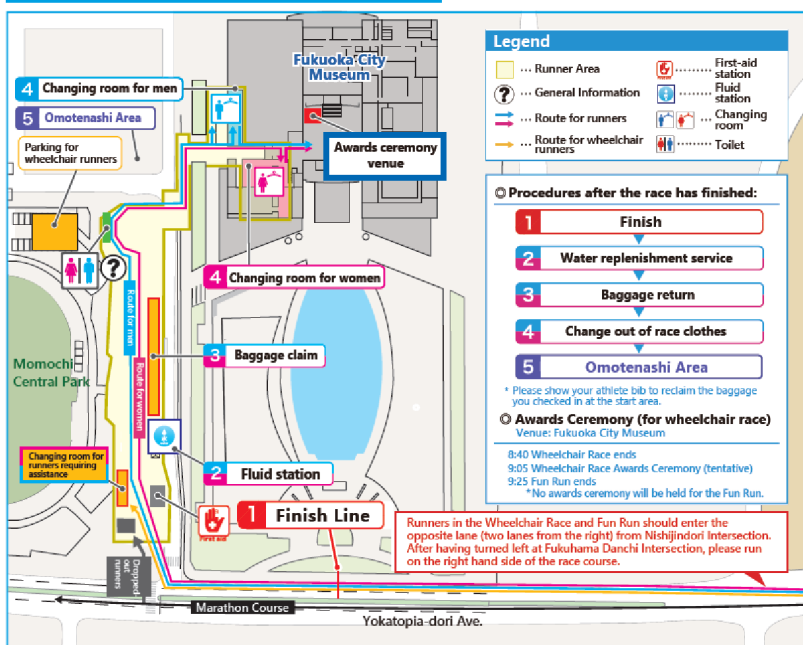 Fukuoka City
Museum
4 Changing room for men
5 Omotenashi Area
Parking for
wheelchair runners
Awards ceremony
venue
Legend
... Runner Area
? ... General Information
... Route for runners
... Route for wheelchair
runners
......... First-aid
station
......... Fluid
station
... Changing
room
......... Toilet
◎ Procedures after the race has finished:
1 Finish
2 Water replenishment service
3 Baggage return
4 Change out of race clothes
5 Omotenashi Area
* Please show your athlete bib to reclaim the baggage
you checked in at the start area.
◎ Awards Ceremony (for wheelchair race)
Venue: Fukuoka City Museum
8:40 Wheelchair Race ends
9:05 Wheelchair Race Awards Ceremony (tentative)
9:25 Fun Run ends
*No awards ceremony will be held for the Fun Run.
?
4 Changing room for women
Route for men
Route for women
3 Baggage claim
Momochi
Central Park
Changing room for
runners requiring
assistance
2 Fluid station
1 Finish Line
First aid
Dropped-
out
runners
Runners in the Wheelchair Race and Fun Run should enter the
opposite lane (two lanes from the right) from Nishijindori Intersection.
After having turned left at Fukuhama Danchi Intersection, please run
on the right hand side of the race course.
Marathon Course
Yokatopia-dori Ave.